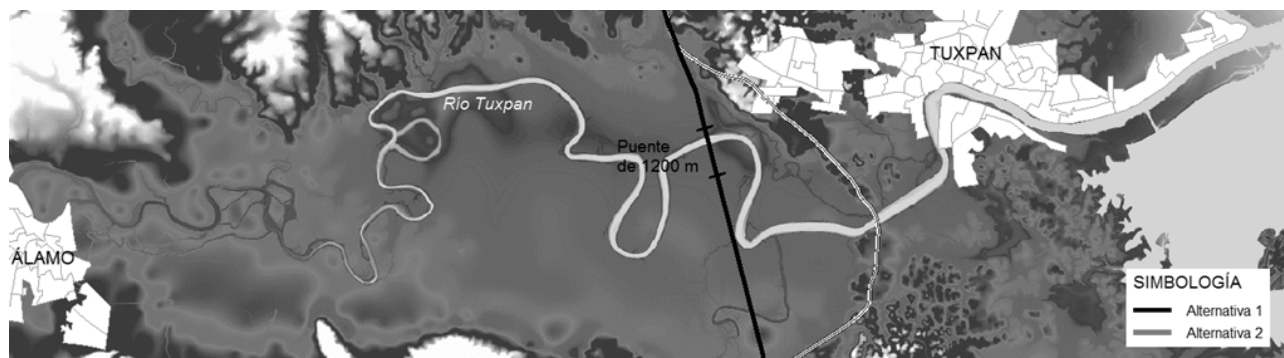 TUXPAN
Río Tuxpan
Puente
de 1200 m
ÁLAMO
SIMBOLOGÍA
Alternativa 1
Alternativa 2